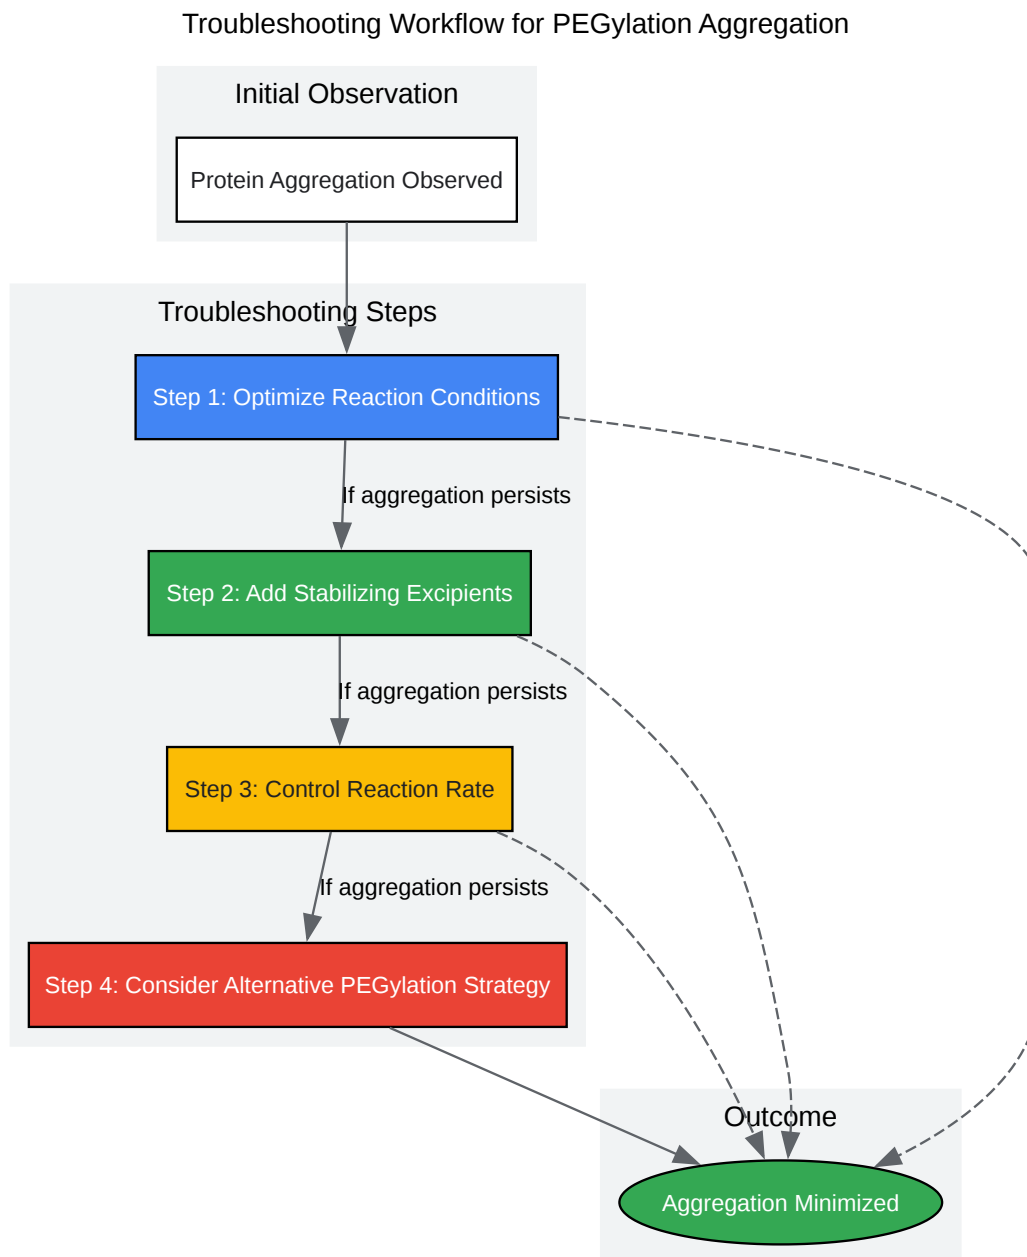 Troubleshooting Workflow for PEGylation Aggregation
Initial Observation
Protein Aggregation Observed
Troubleshooting Steps
Step 1: Optimize Reaction Conditions
If aggregation persists
Step 2: Add Stabilizing Excipients
If aggregation persists
Step 3: Control Reaction Rate
If aggregation persists
Step 4: Consider Alternative PEGylation Strategy
Outcome
Aggregation Minimized